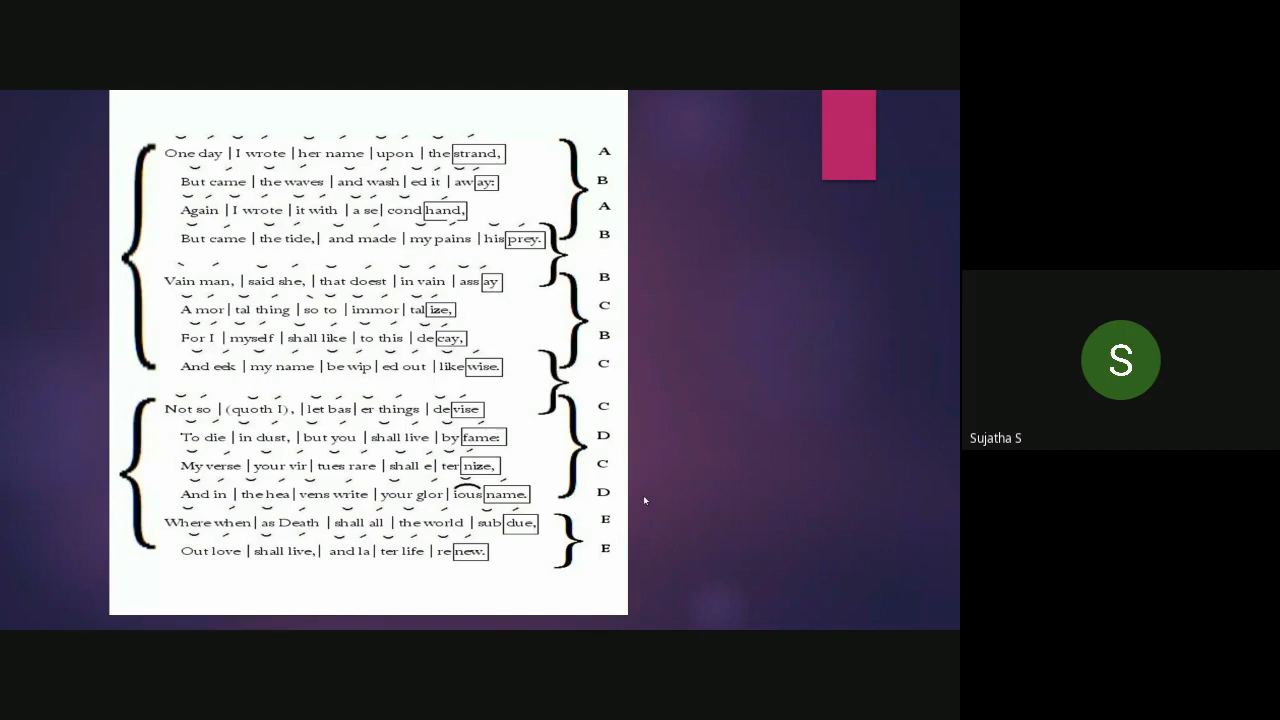 One day | I wrote | her name | upon | the strand, A
But came | the waves | and wash | ed it | away: B
Again | I wrote | it with | a se | cond hand, A
But came | the tide, | and made | my pains | his prey. B
Vain man, | said she, | that doest | in vain | assay B
A mor | tal thing | so to | immor | talize, C
For I | myself | shall like | to this | decay, B
And eek | my name | be wip | ed out | likewise. C
Not so | (quoth I), | let bas | er things | devise C
To die | in dust, | but you | shall live | by fame: D
My verse | your vir | tues rare | shall e | ternize, C
And in | the hea | vens write | your glor | ious name. D
Where when | as Death | shall all | the world | subdue, E
Out love | shall live, | and la | ter life | renew. E
S
Sujatha S